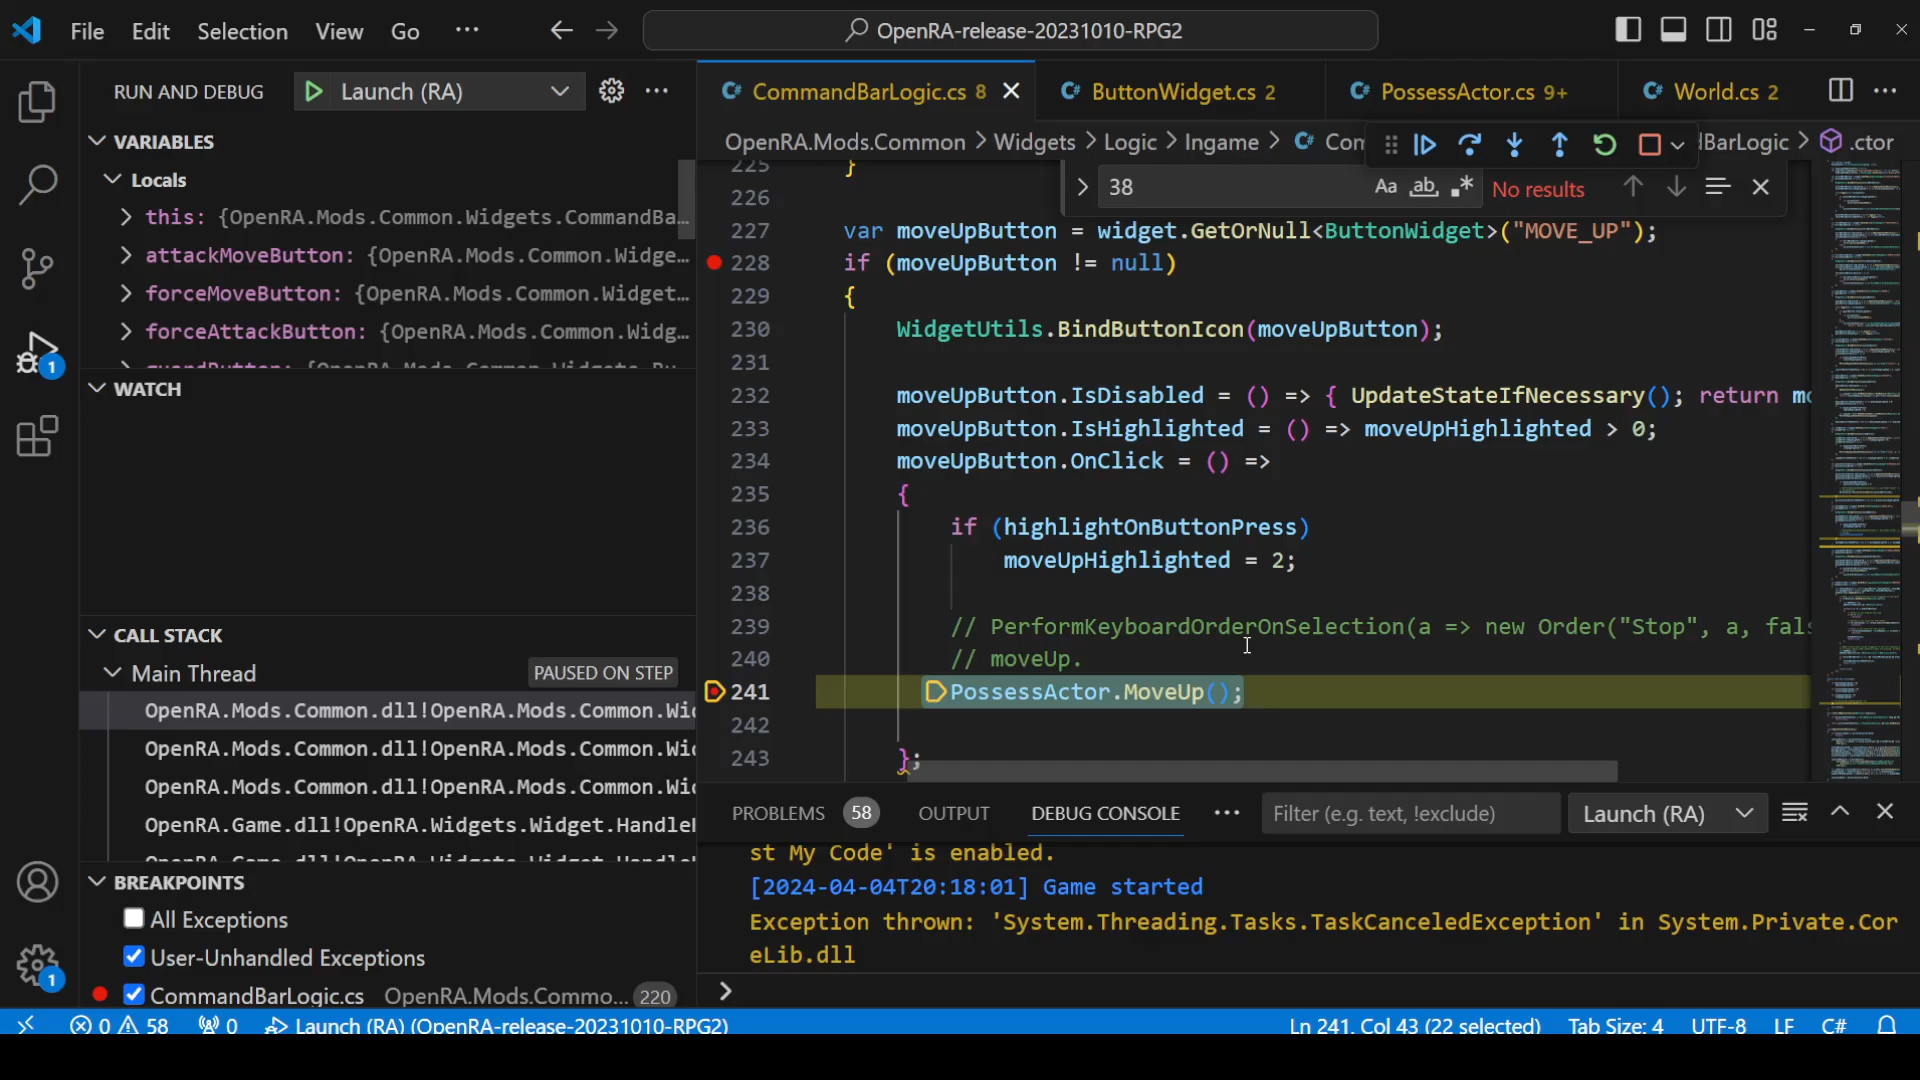 File Edit Selection View Go ··· OpenRA-release-20231010-RPG2
RUN AND DEBUG Launch (RA) ···
CommandBarLogic.cs 8 ButtonWidget.cs 2 PossessActor.cs 9+ World.cs 2 ···
OpenRA.Mods.Common > Widgets > Logic > Ingame > Com dBarLogic > .ctor
VARIABLES
Locals
this: {OpenRA.Mods.Common.Widgets.CommandBa…
attackMoveButton: {OpenRA.Mods.Common.Widge…
forceMoveButton: {OpenRA.Mods.Common.Widget…
forceAttackButton: {OpenRA.Mods.Common.Widg…
WATCH
CALL STACK
Main Thread PAUSED ON STEP
OpenRA.Mods.Common.dll!OpenRA.Mods.Common.Wid
OpenRA.Mods.Common.dll!OpenRA.Mods.Common.Wid
OpenRA.Mods.Common.dll!OpenRA.Mods.Common.Wid
OpenRA.Game.dll!OpenRA.Widgets.Widget.HandleK
BREAKPOINTS
All Exceptions
User-Unhandled Exceptions
CommandBarLogic.cs OpenRA.Mods.Commo… 220
1
1
38 Aa ab No results
225 }
226
227 var moveUpButton = widget.GetOrNull<ButtonWidget>("MOVE_UP");
228 if (moveUpButton != null)
229 {
230 WidgetUtils.BindButtonIcon(moveUpButton);
231
232 moveUpButton.IsDisabled = () => { UpdateStateIfNecessary(); return mo
233 moveUpButton.IsHighlighted = () => moveUpHighlighted > 0;
234 moveUpButton.OnClick = () =>
235 {
236 if (highlightOnButtonPress)
237 moveUpHighlighted = 2;
238
239 // PerformKeyboardOrderOnSelection(a => new Order("Stop", a, fals
240 // moveUp.
241 PossessActor.MoveUp();
242
243 };
PROBLEMS 58 OUTPUT DEBUG CONSOLE ··· Filter (e.g. text, !exclude) Launch (RA)
st My Code' is enabled.
[2024-04-04T20:18:01] Game started
Exception thrown: 'System.Threading.Tasks.TaskCanceledException' in System.Private.Cor
eLib.dll
>
0 58 0 Launch (RA) (OpenRA-release-20231010-RPG2) Ln 241, Col 43 (22 selected) Tab Size: 4 UTF-8 LF C#